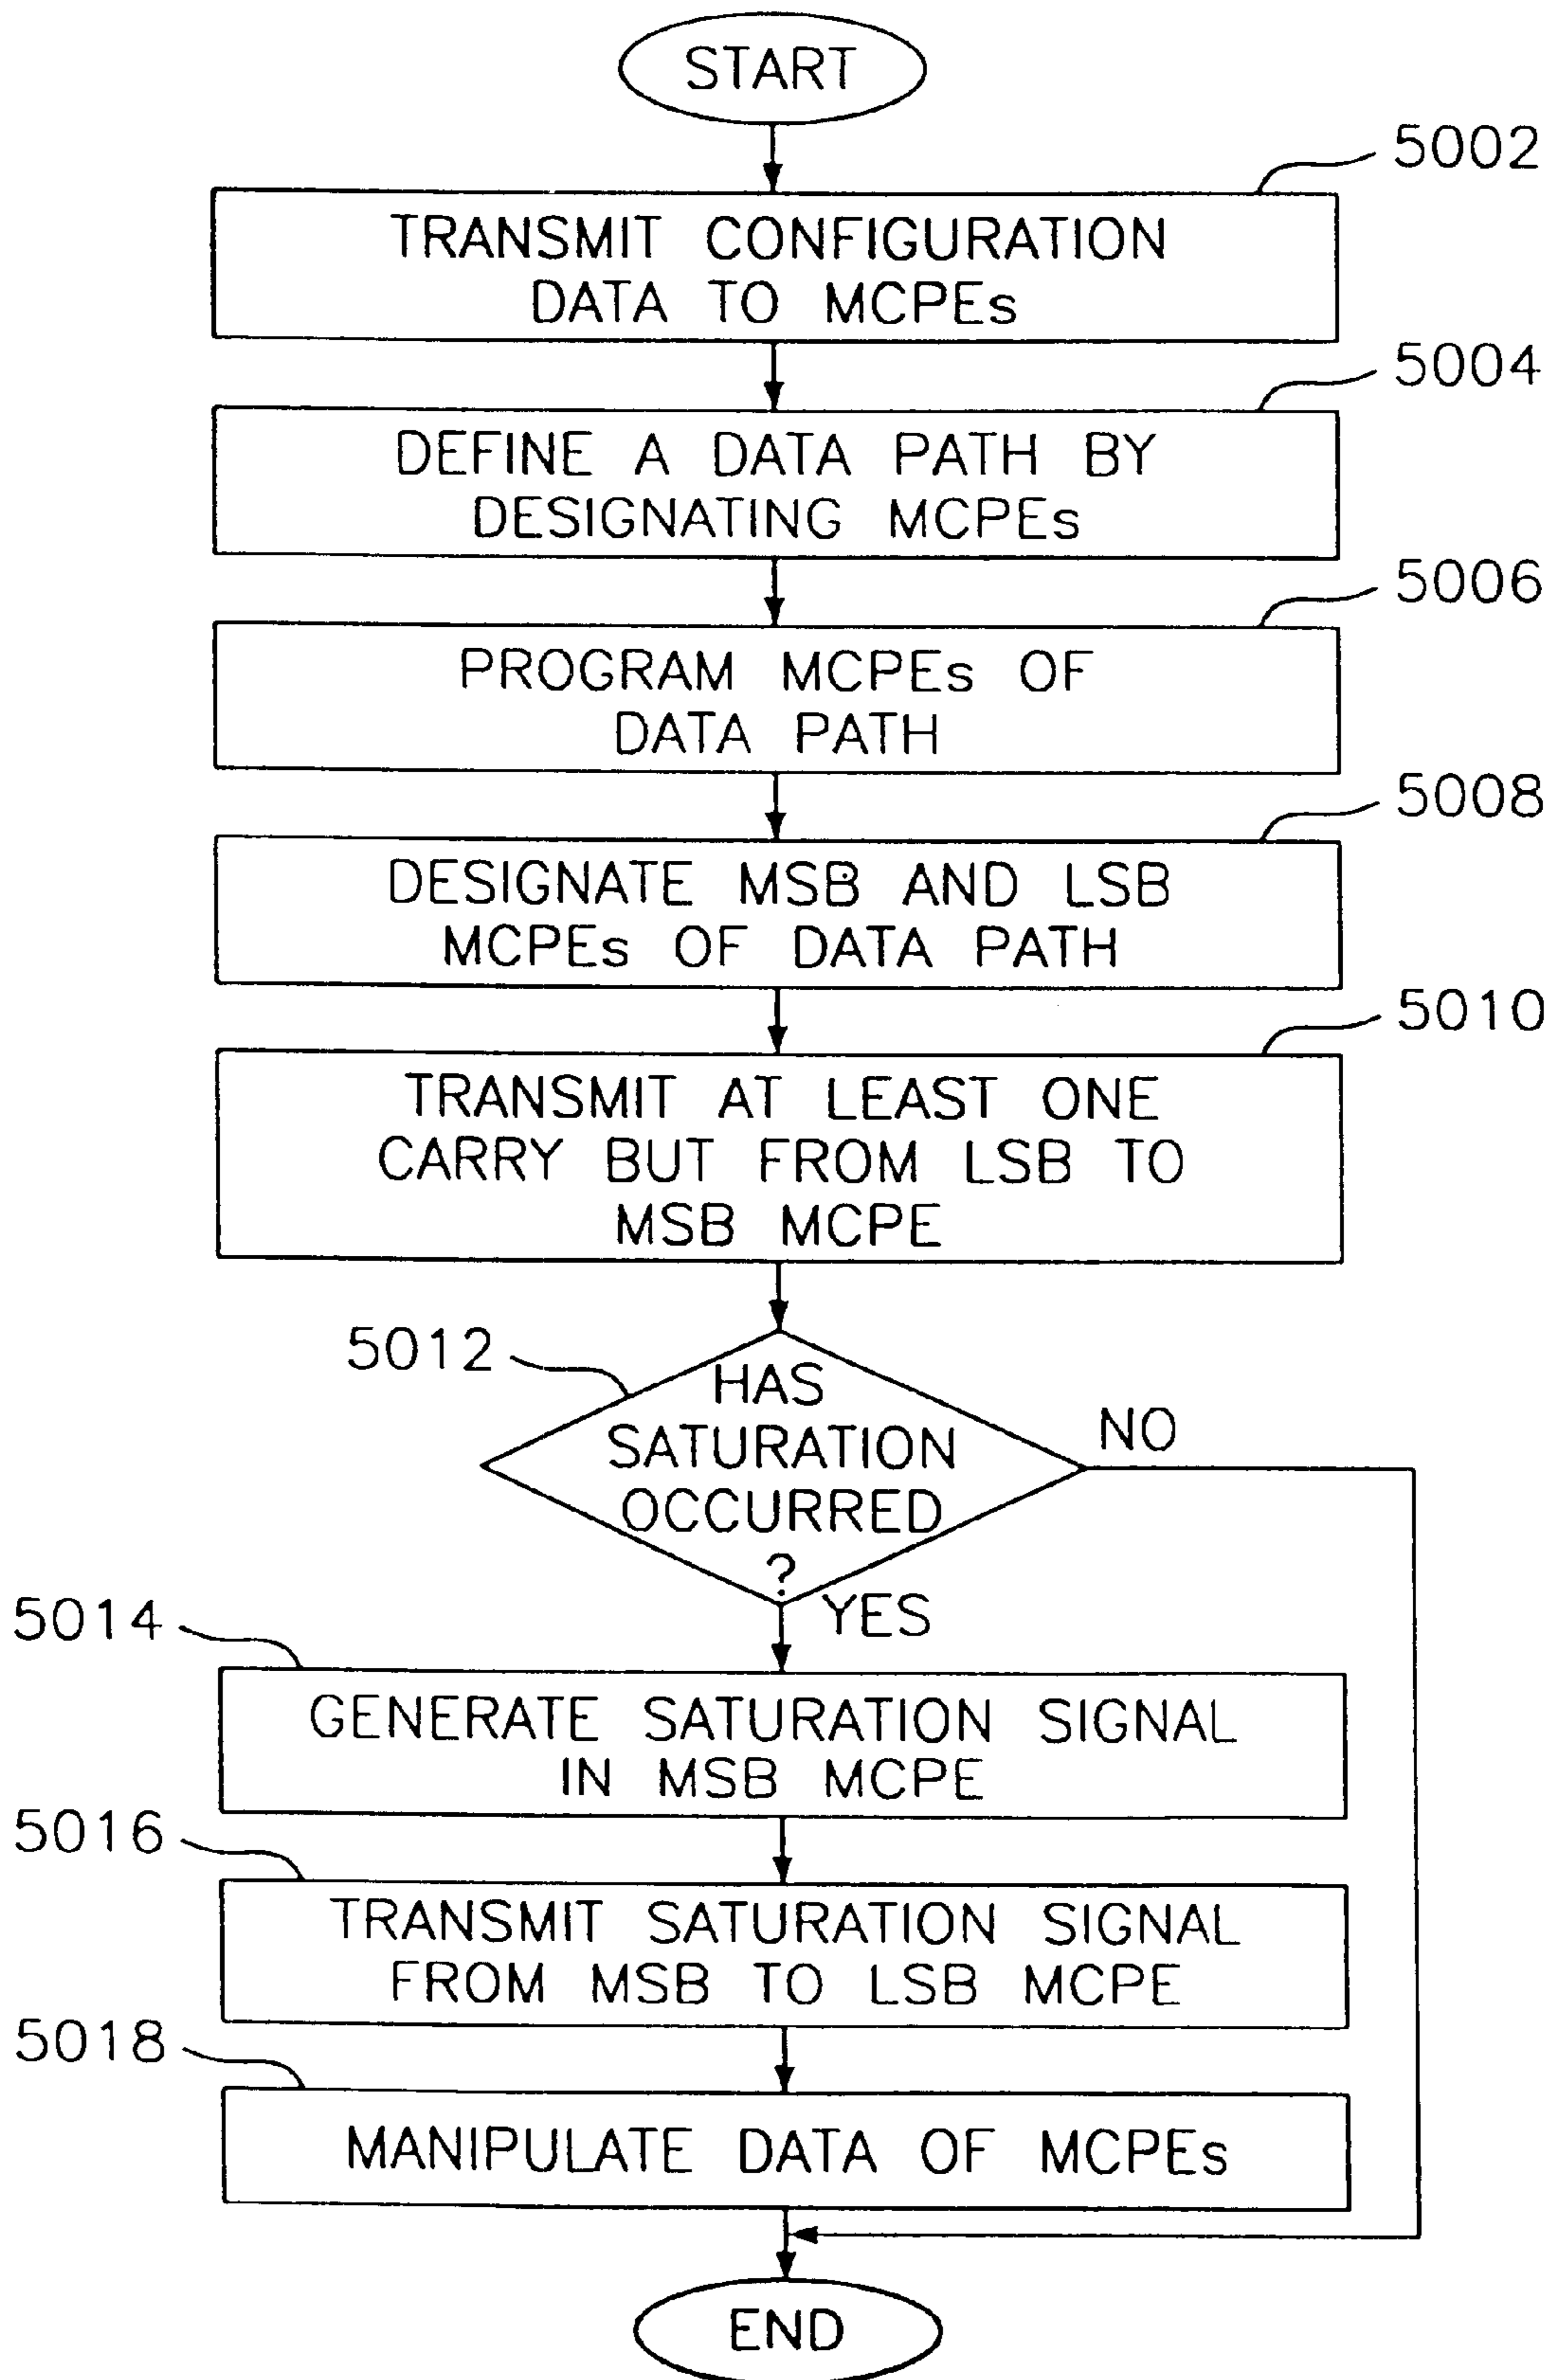 START
5002
TRANSMIT CONFIGURATION
DATA TO MCPEs
5004
DEFINE A DATA PATH BY
DESIGNATING MCPEs
5006
PROGRAM MCPEs OF
DATA PATH
5008
DESIGNATE MSB AND LSB
MCPEs OF DATA PATH
5010
TRANSMIT AT LEAST ONE
CARRY BUT FROM LSB TO
MSB MCPE
5012
HAS
SATURATION
OCCURRED
?
NO
YES
5014
GENERATE SATURATION SIGNAL
IN MSB MCPE
5016
TRANSMIT SATURATION SIGNAL
FROM MSB TO LSB MCPE
5018
MANIPULATE DATA OF MCPEs
END